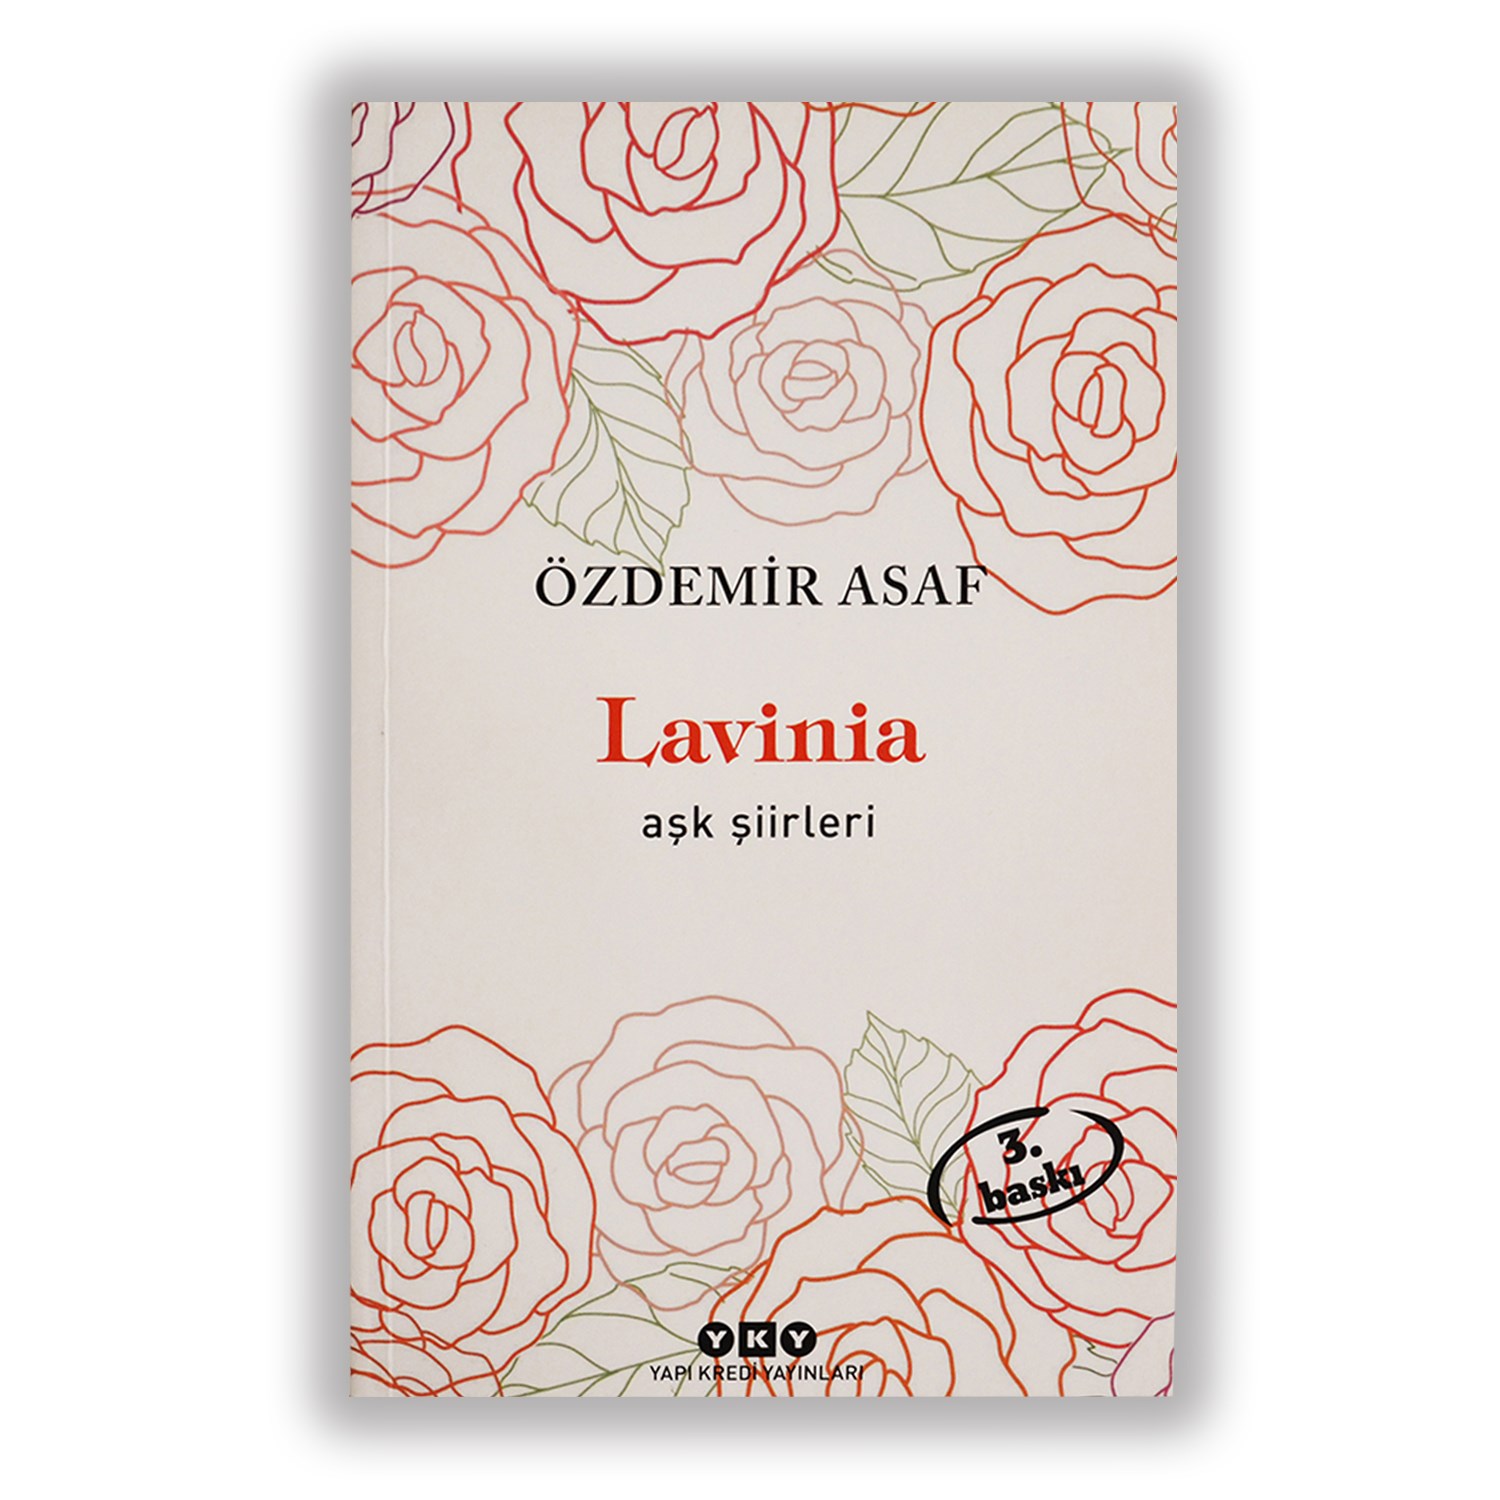 ÖZDEMİR ASAF
Lavinia
aşk şiirleri
3.
baskı
YKY
YAPI KREDİ YAYINLARI